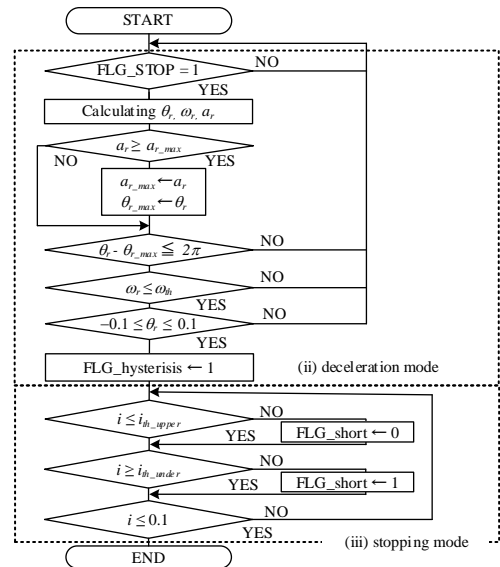 START
FLG_STOP = 1
NO
YES
Calculating θr, ωr, ar
ar ≥ ar_max
NO
YES
ar_max ← ar
θr_max ← θr
θr - θr_max ≦ 2π
NO
ωr ≤ ωth
NO
YES
−0.1 ≤ θr ≤ 0.1
NO
YES
FLG_hysterisis ← 1
(ii) deceleration mode
i ≤ ith_upper
NO
YES
FLG_short ← 0
i ≥ ith_under
NO
YES
FLG_short ← 1
i ≤ 0.1
NO
YES
(iii) stopping mode
END